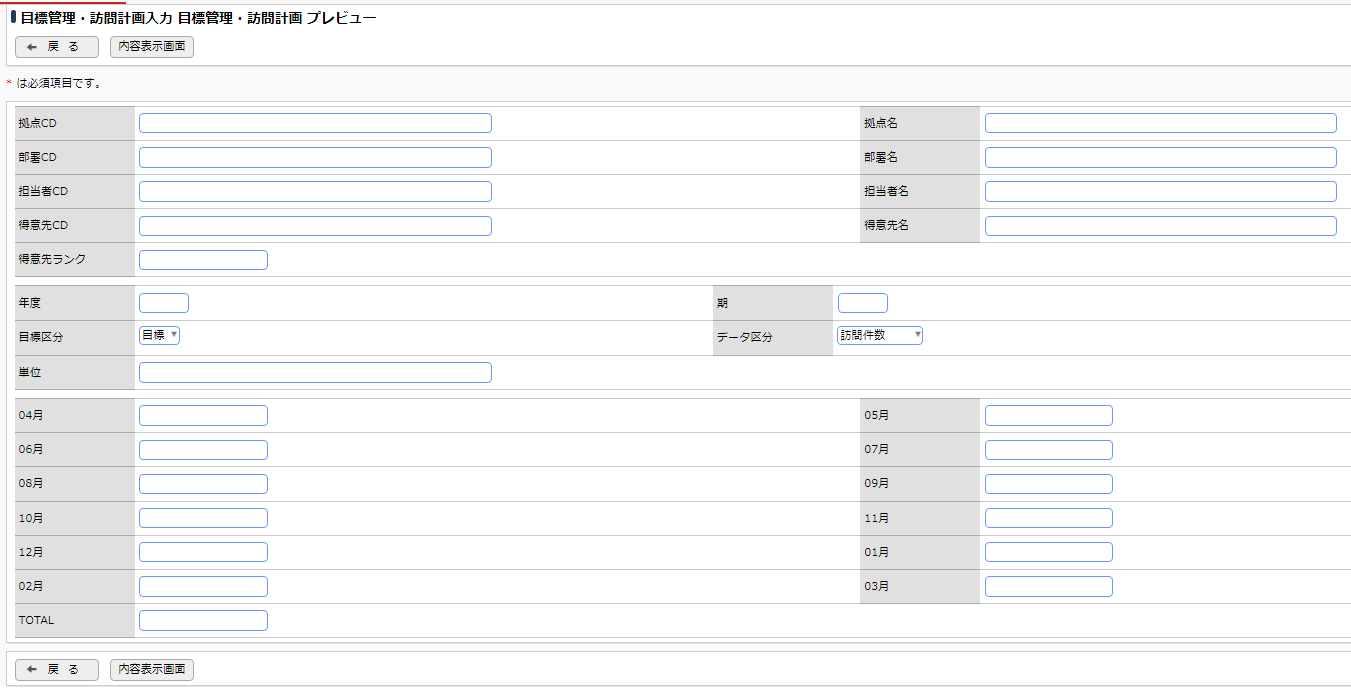 目標管理・訪問計画入力 目標管理・訪問計画 プレビュー
← 戻 る 内容表示画面
* は必須項目です。
拠点CD 拠点名
部署CD 部署名
担当者CD 担当者名
得意先CD 得意先名
得意先ランク
年度 期
目標区分 目標 データ区分 訪問件数
単位
04月 05月
06月 07月
08月 09月
10月 11月
12月 01月
02月 03月
TOTAL
← 戻 る 内容表示画面